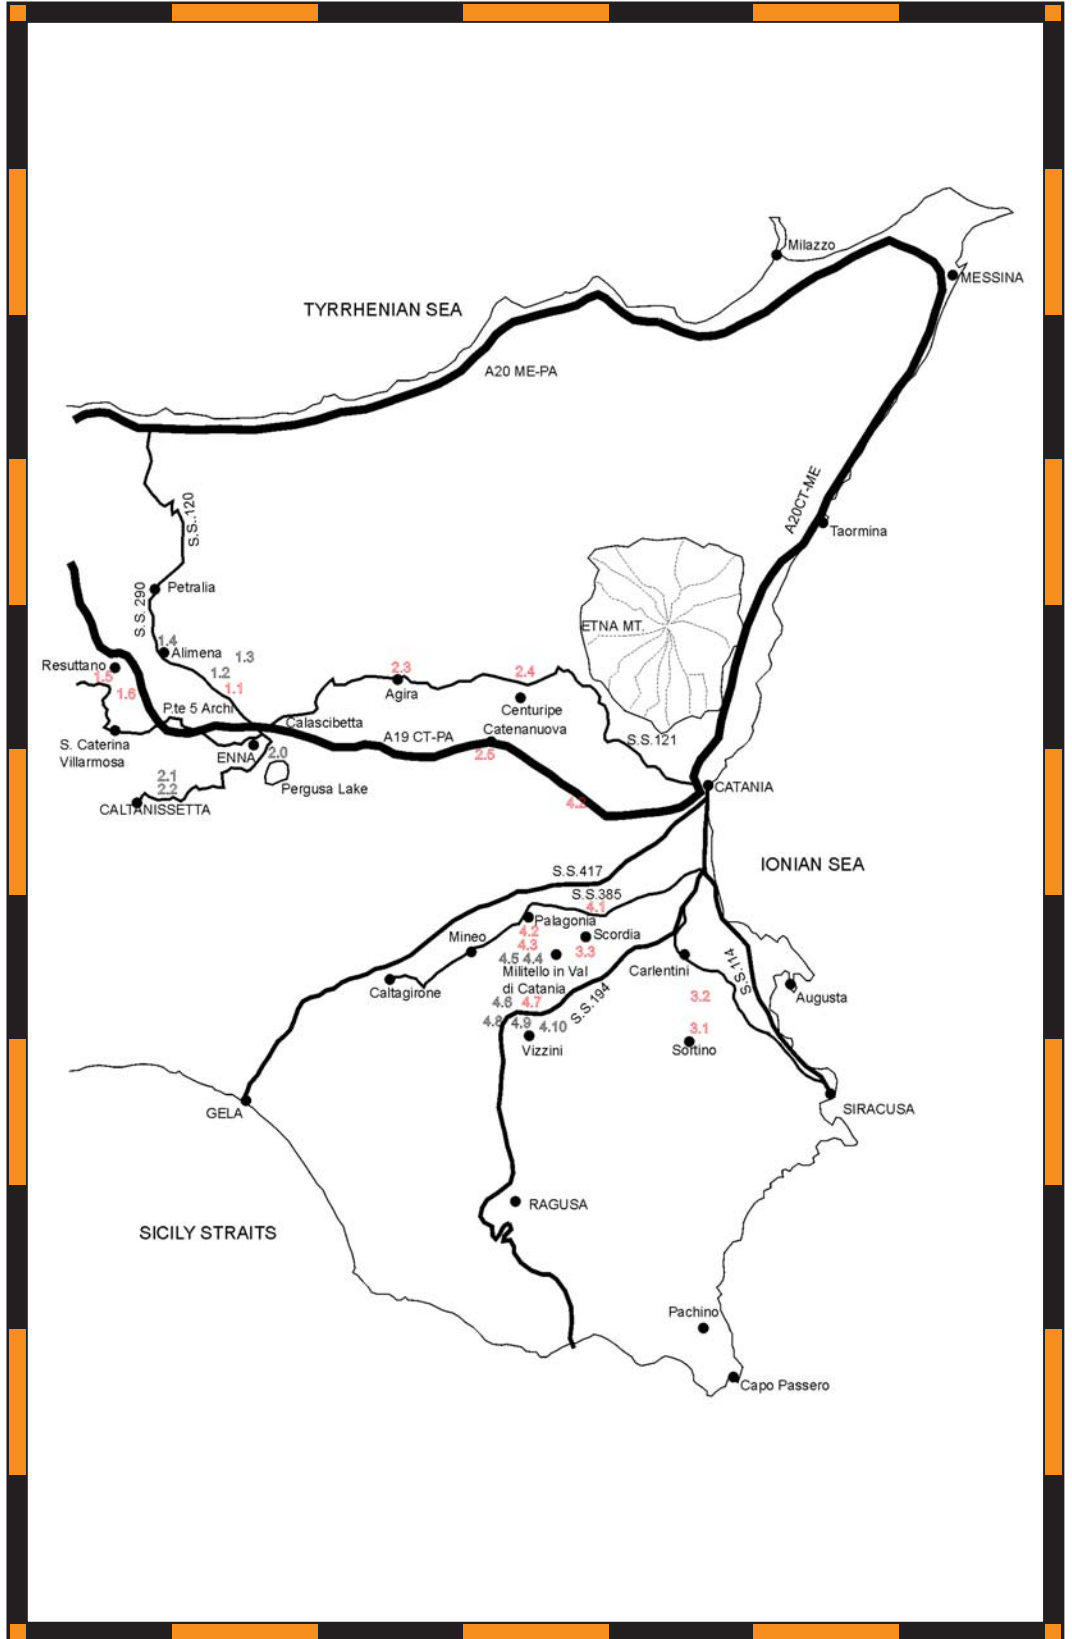 Milazzo
MESSINA
TYRRHENIAN SEA
A20 ME-PA
A20CT-ME
S.S..120
Taormina
Petralia
S.S. 290
ETNA MT.
1.4
Alimena
1.3
Resuttano
1.2
1.5
1.1
1.6
2.3
Agira
2.4
Centuripe
P.te 5 Archi
Calascibetta
Catenanuova
A19 CT-PA
S.S.121
S. Caterina
Villarmosa
ENNA
2.0
2.5
2.1
2.2
Pergusa Lake
CATANIA
CALTANISSETTA
4.2
IONIAN SEA
S.S.417
S.S.385
4.1
Palagonia
4.2
Scordia
Mineo
4.3
3.3
4.5
4.4
Militello in Val
di Catania
Carlentini
S.S.114
Caltagirone
Augusta
3.2
4.6
4.7
S.S.194
4.8
4.9
4.10
3.1
Vizzini
Sortino
GELA
SIRACUSA
RAGUSA
SICILY STRAITS
Pachino
Capo Passero